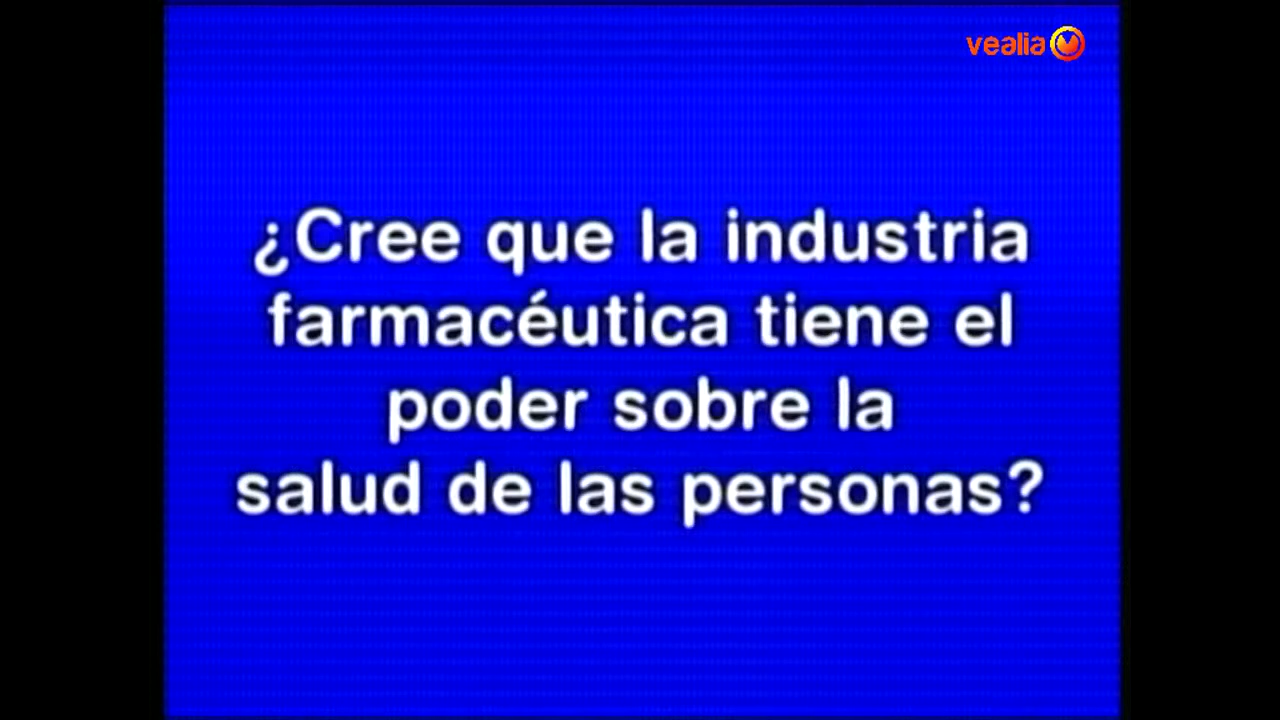 vealia
¿Cree que la industria
farmacéutica tiene el
poder sobre la
salud de las personas?